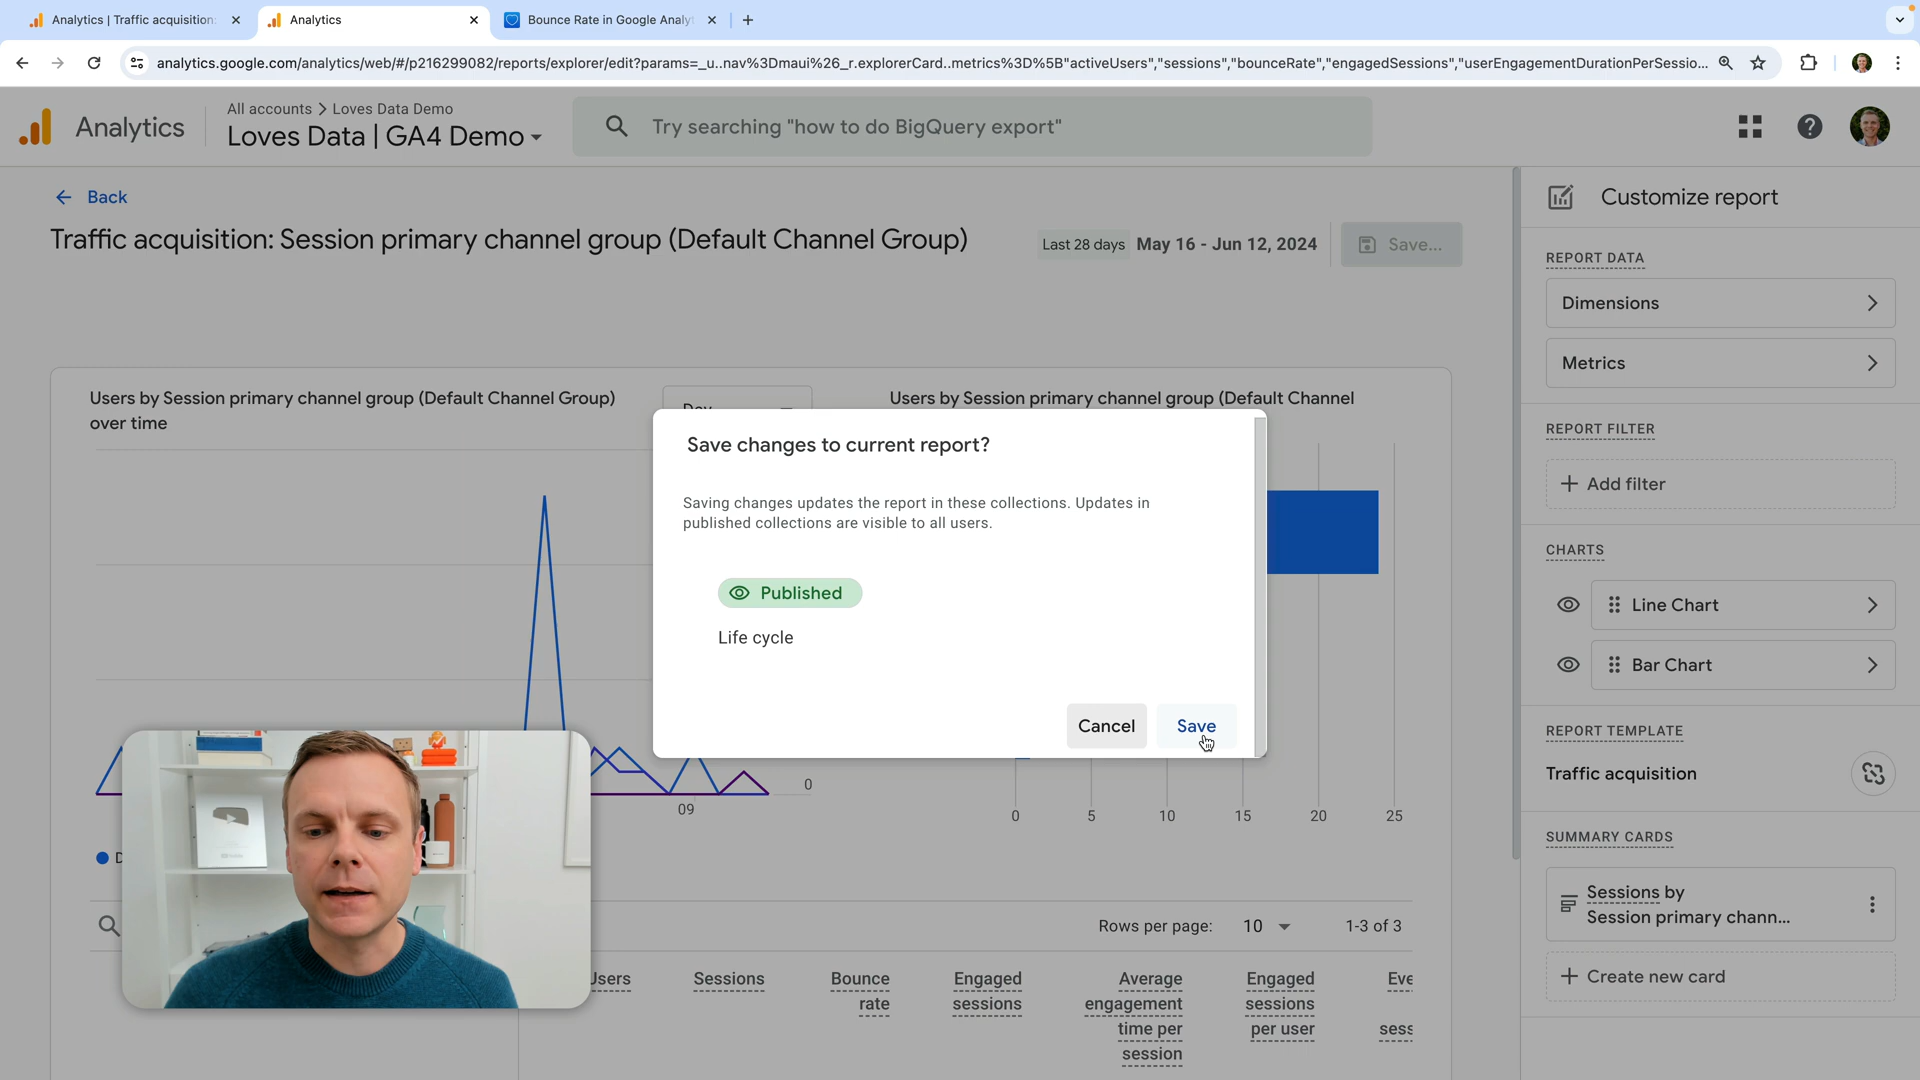 Analytics | Traffic acquisition:
Analytics
Bounce Rate in Google Analy
analytics.google.com/analytics/web/#/p216299082/reports/explorer/edit?params=_u..nav%3Dmaui%26_r.explorerCard..metrics%3D%5B"activeUsers","sessions","bounceRate","engagedSessions","userEngagementDurationPerSessio...
Analytics
All accounts > Loves Data Demo
Loves Data | GA4 Demo
Try searching "how to do BigQuery export"
Back
Traffic acquisition: Session primary channel group (Default Channel Group)
Last 28 days May 16 - Jun 12, 2024
Save...
Users by Session primary channel group (Default Channel Group)
over time
Day
Users by Session primary channel group (Default Channel
Save changes to current report?
Saving changes updates the report in these collections. Updates in
published collections are visible to all users.
Published
Life cycle
Cancel
Save
0
09
0 5 10 15 20 25
D
Rows per page: 10 1-3 of 3
Users
Sessions
Bounce
rate
Engaged
sessions
Average
engagement
time per
session
Engaged
sessions
per user
Eve
sess
Customize report
REPORT DATA
Dimensions
Metrics
REPORT FILTER
Add filter
CHARTS
Line Chart
Bar Chart
REPORT TEMPLATE
Traffic acquisition
SUMMARY CARDS
Sessions by
Session primary chann...
Create new card